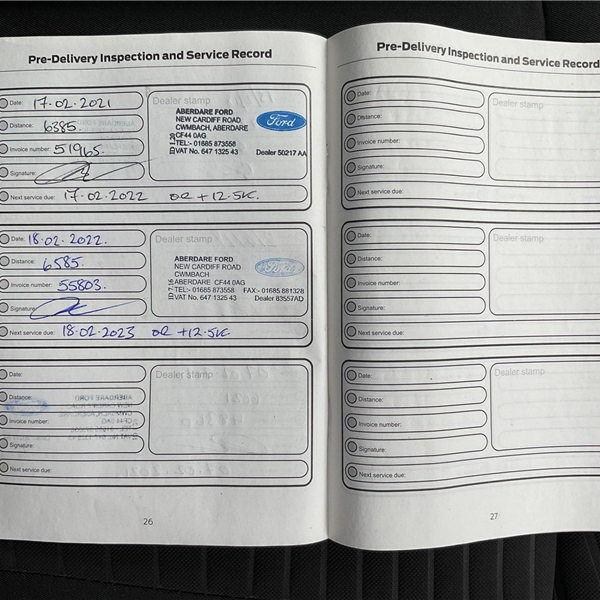 Pre-Delivery Inspection and Service Record
Date: 17.02.2021
Distance: 6385.
Invoice number: 51965.
Signature:
Next service due: 17.02.2022 OR +12.5K.
Dealer stamp
ABERDARE FORD
NEW CARDIFF ROAD
CWMBACH, ABERDARE
CF44 0AG
TEL:- 01685 873558
VAT No. 647 1325 43 Dealer 50217 AA
Ford
Date: 18.02.2022.
Distance: 6585.
Invoice number: 55803.
Signature:
Next service due: 18.02.2023 OR +12.5K
Dealer stamp
ABERDARE FORD
NEW CARDIFF ROAD
CWMBACH
ABERDARE CF44 0AG
TEL:- 01685 873558 FAX:- 01685 881328
VAT No. 647 1325 43 Dealer 83557AD
Ford
Date:
Distance:
Invoice number:
Signature:
Next service due:
Dealer stamp
26
Pre-Delivery Inspection and Service Record
Date:
Distance:
Invoice number:
Signature:
Next service due:
Dealer stamp
Date:
Distance:
Invoice number:
Signature:
Next service due:
Dealer stamp
Date:
Distance:
Invoice number:
Signature:
Next service due:
Dealer stamp
27